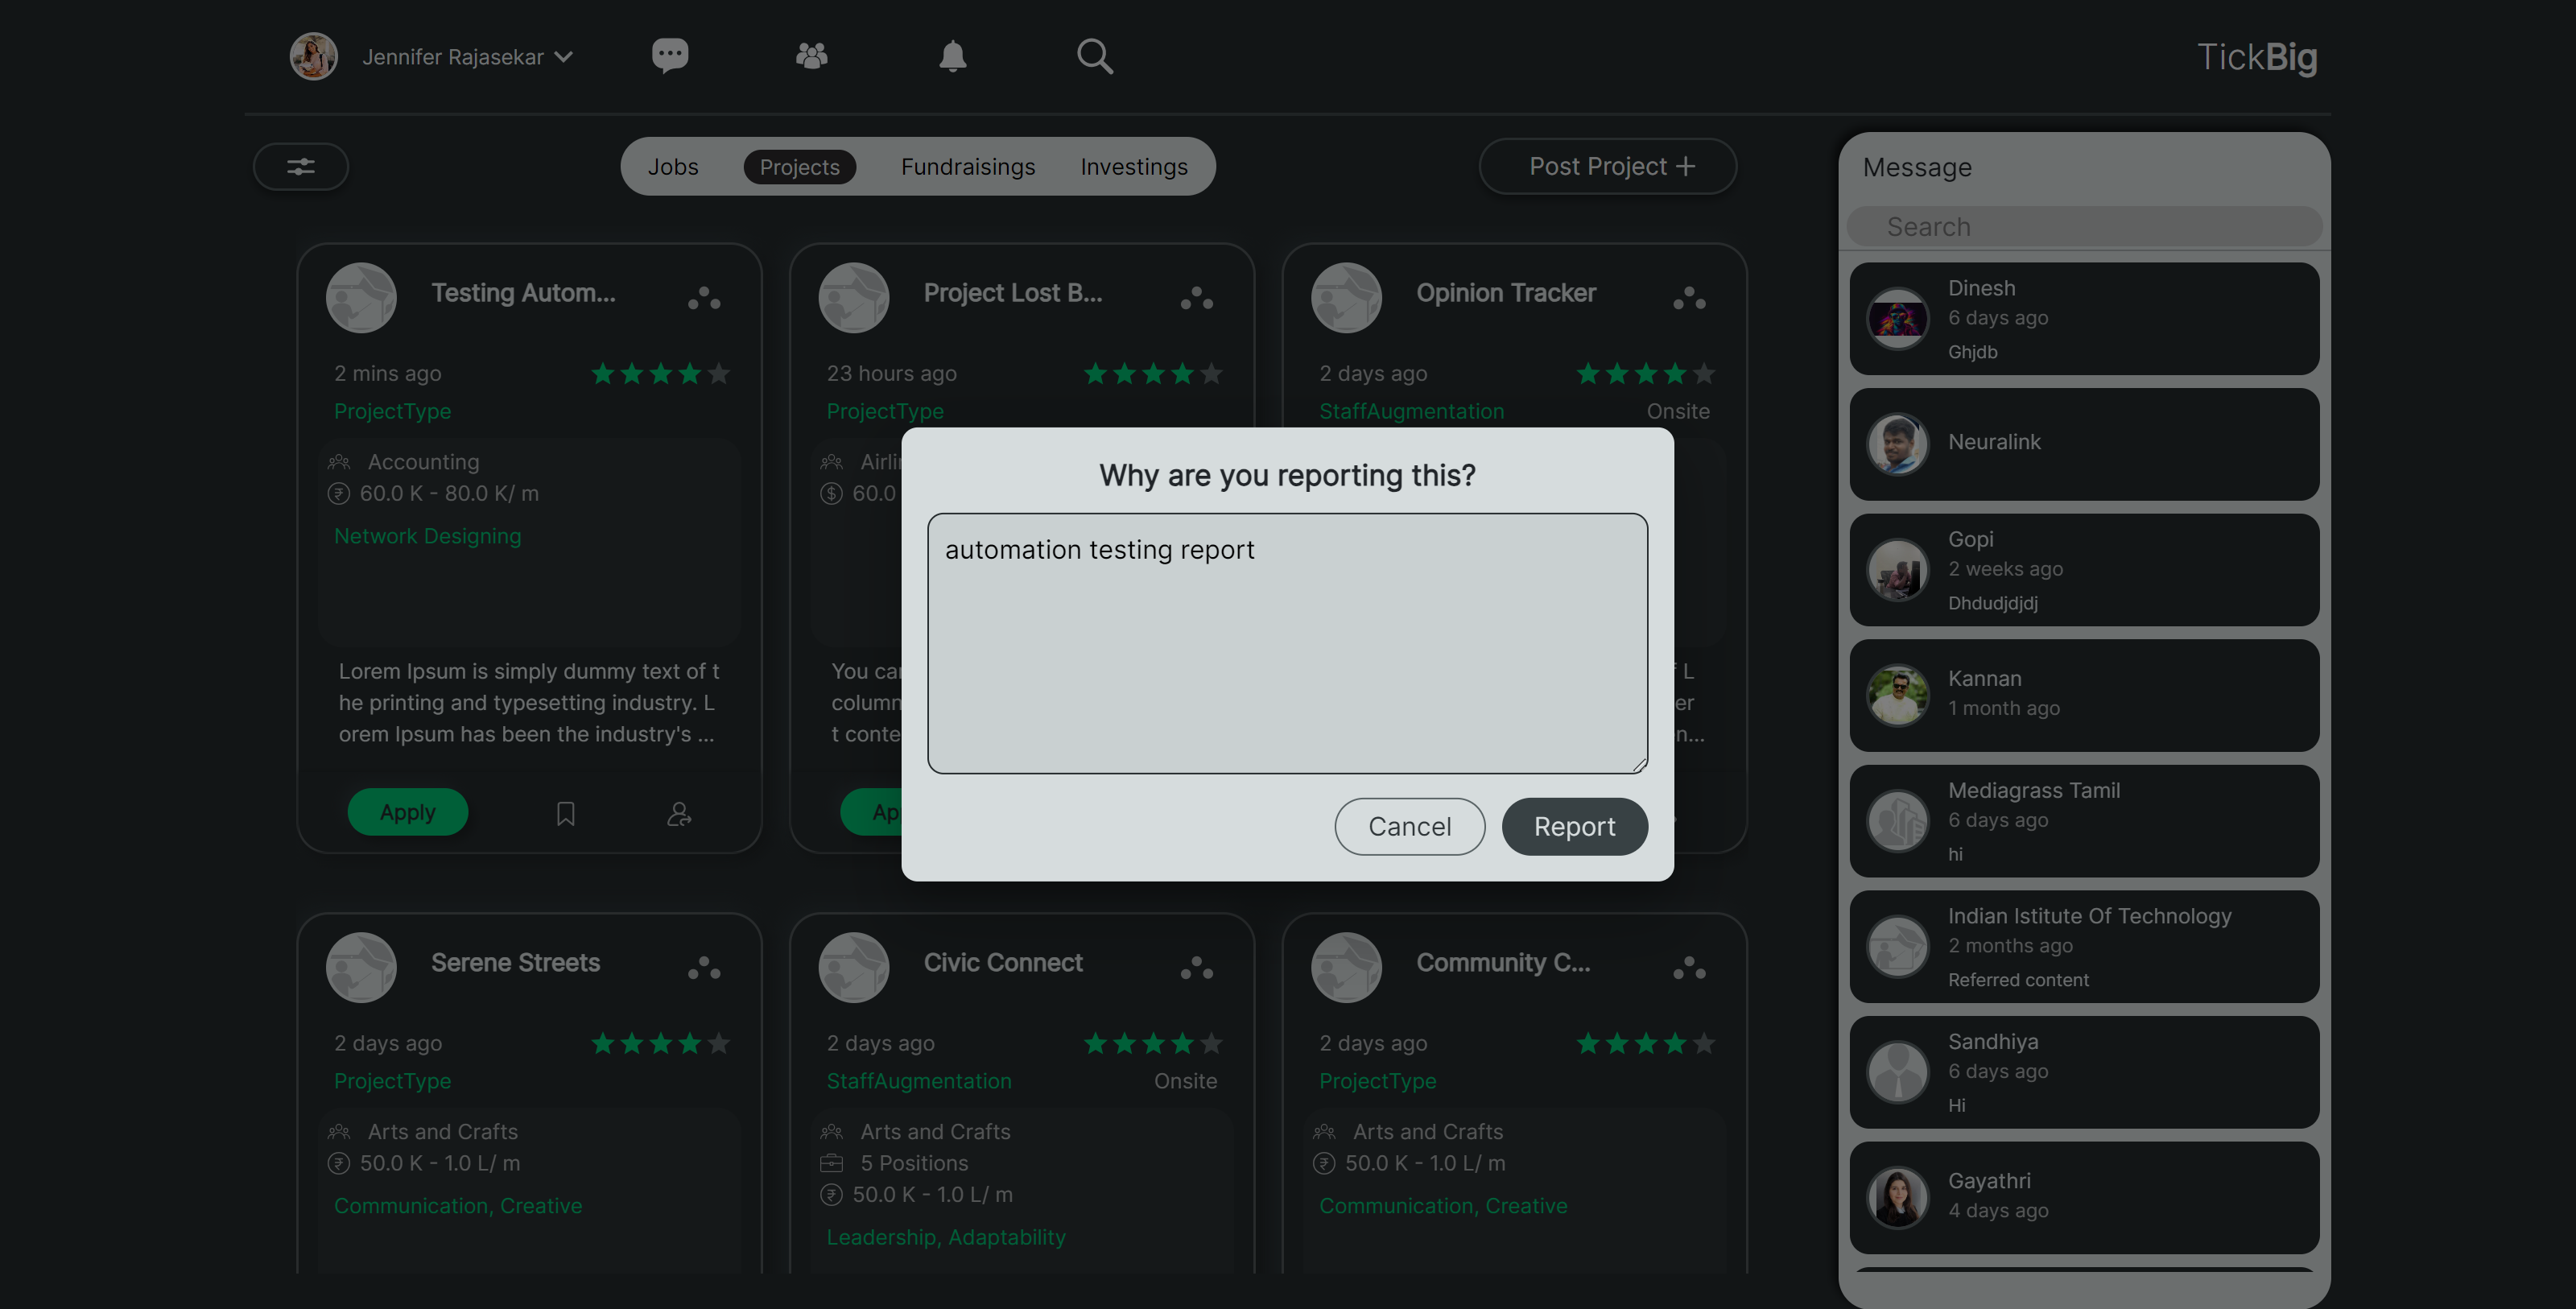 Jennifer Rajasekar
TickBig
Jobs
Projects
Fundraisings
Investings
Post Project +
Testing Autom...
2 mins ago
ProjectType
Accounting
60.0 K - 80.0 K/ m
Network Designing
Lorem Ipsum is simply dummy text of t
he printing and typesetting industry. L
orem Ipsum has been the industry's ...
Apply
Project Lost B...
23 hours ago
ProjectType
60.0
You
t
Opinion Tracker
2 days ago
StaffAugmentation
Onsite
Why are you reporting this?
automation testing report
Cancel
Report
Serene Streets
2 days ago
ProjectType
Arts and Crafts
50.0 K - 1.0 L/ m
Communication, Creative
Civic Connect
2 days ago
StaffAugmentation
Onsite
Arts and Crafts
5 Positions
50.0 K - 1.0 L/ m
Leadership, Adaptability
Community C...
2 days ago
ProjectType
Arts and Crafts
50.0 K - 1.0 L/ m
Communication, Creative
Message
Search
Dinesh
6 days ago
Ghjdb
Neuralink
Gopi
2 weeks ago
Dhdudjdjdj
Kannan
1 month ago
Mediagrass Tamil
6 days ago
hi
Indian Istitute Of Technology
2 months ago
Referred content
Sandhiya
6 days ago
Hi
Gayathri
4 days ago